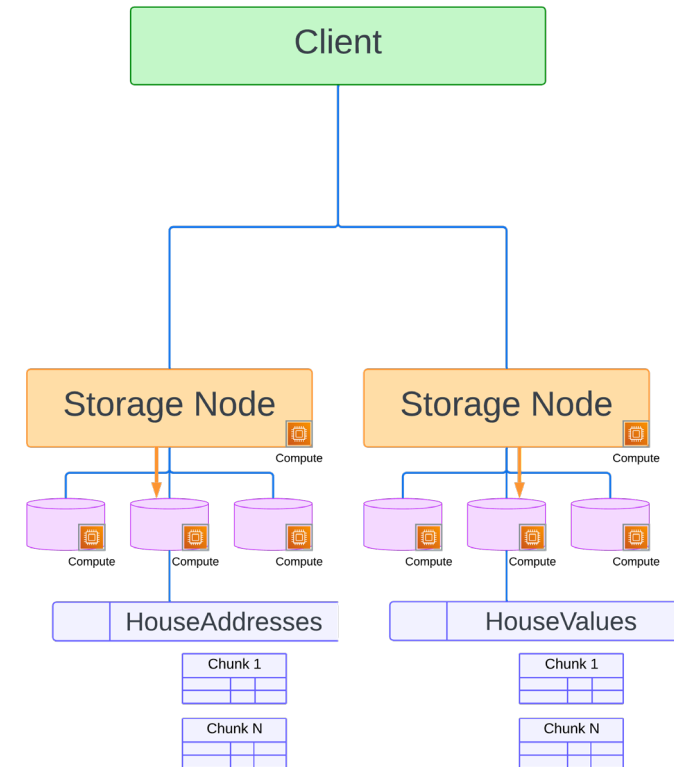 Client
Storage Node
Compute
Storage Node
Compute
Compute
Compute
Compute
Compute
Compute
Compute
HouseAddresses
HouseValues
Chunk 1
Chunk 1
Chunk N
Chunk N